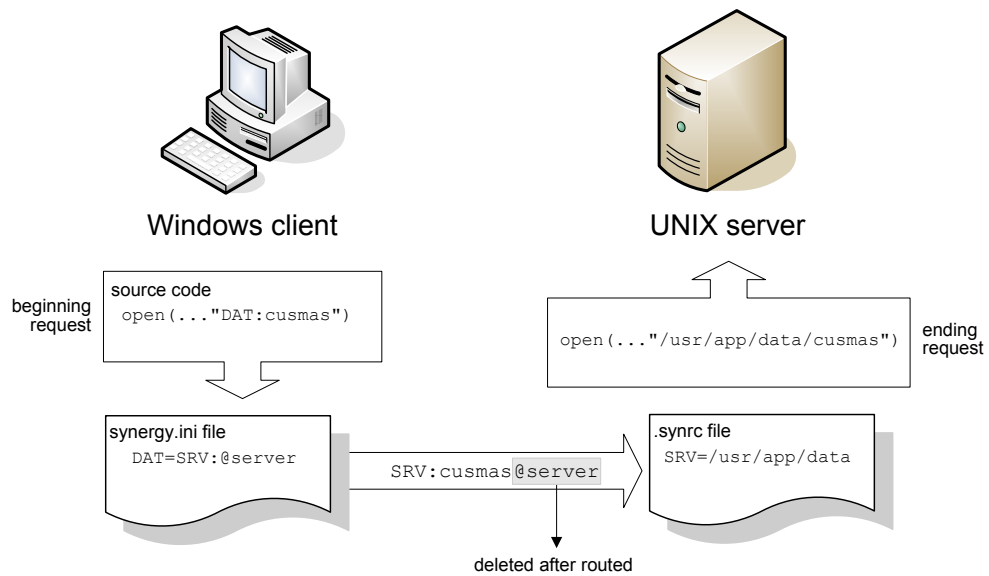 Windows client
UNIX server
beginning
request
source code
open(..."DAT:cusmas")
open(..."/usr/app/data/cusmas")
ending
request
synergy.ini file
DAT=SRV:@server
SRV:cusmas@server
.synrc file
SRV=/usr/app/data
deleted after routed